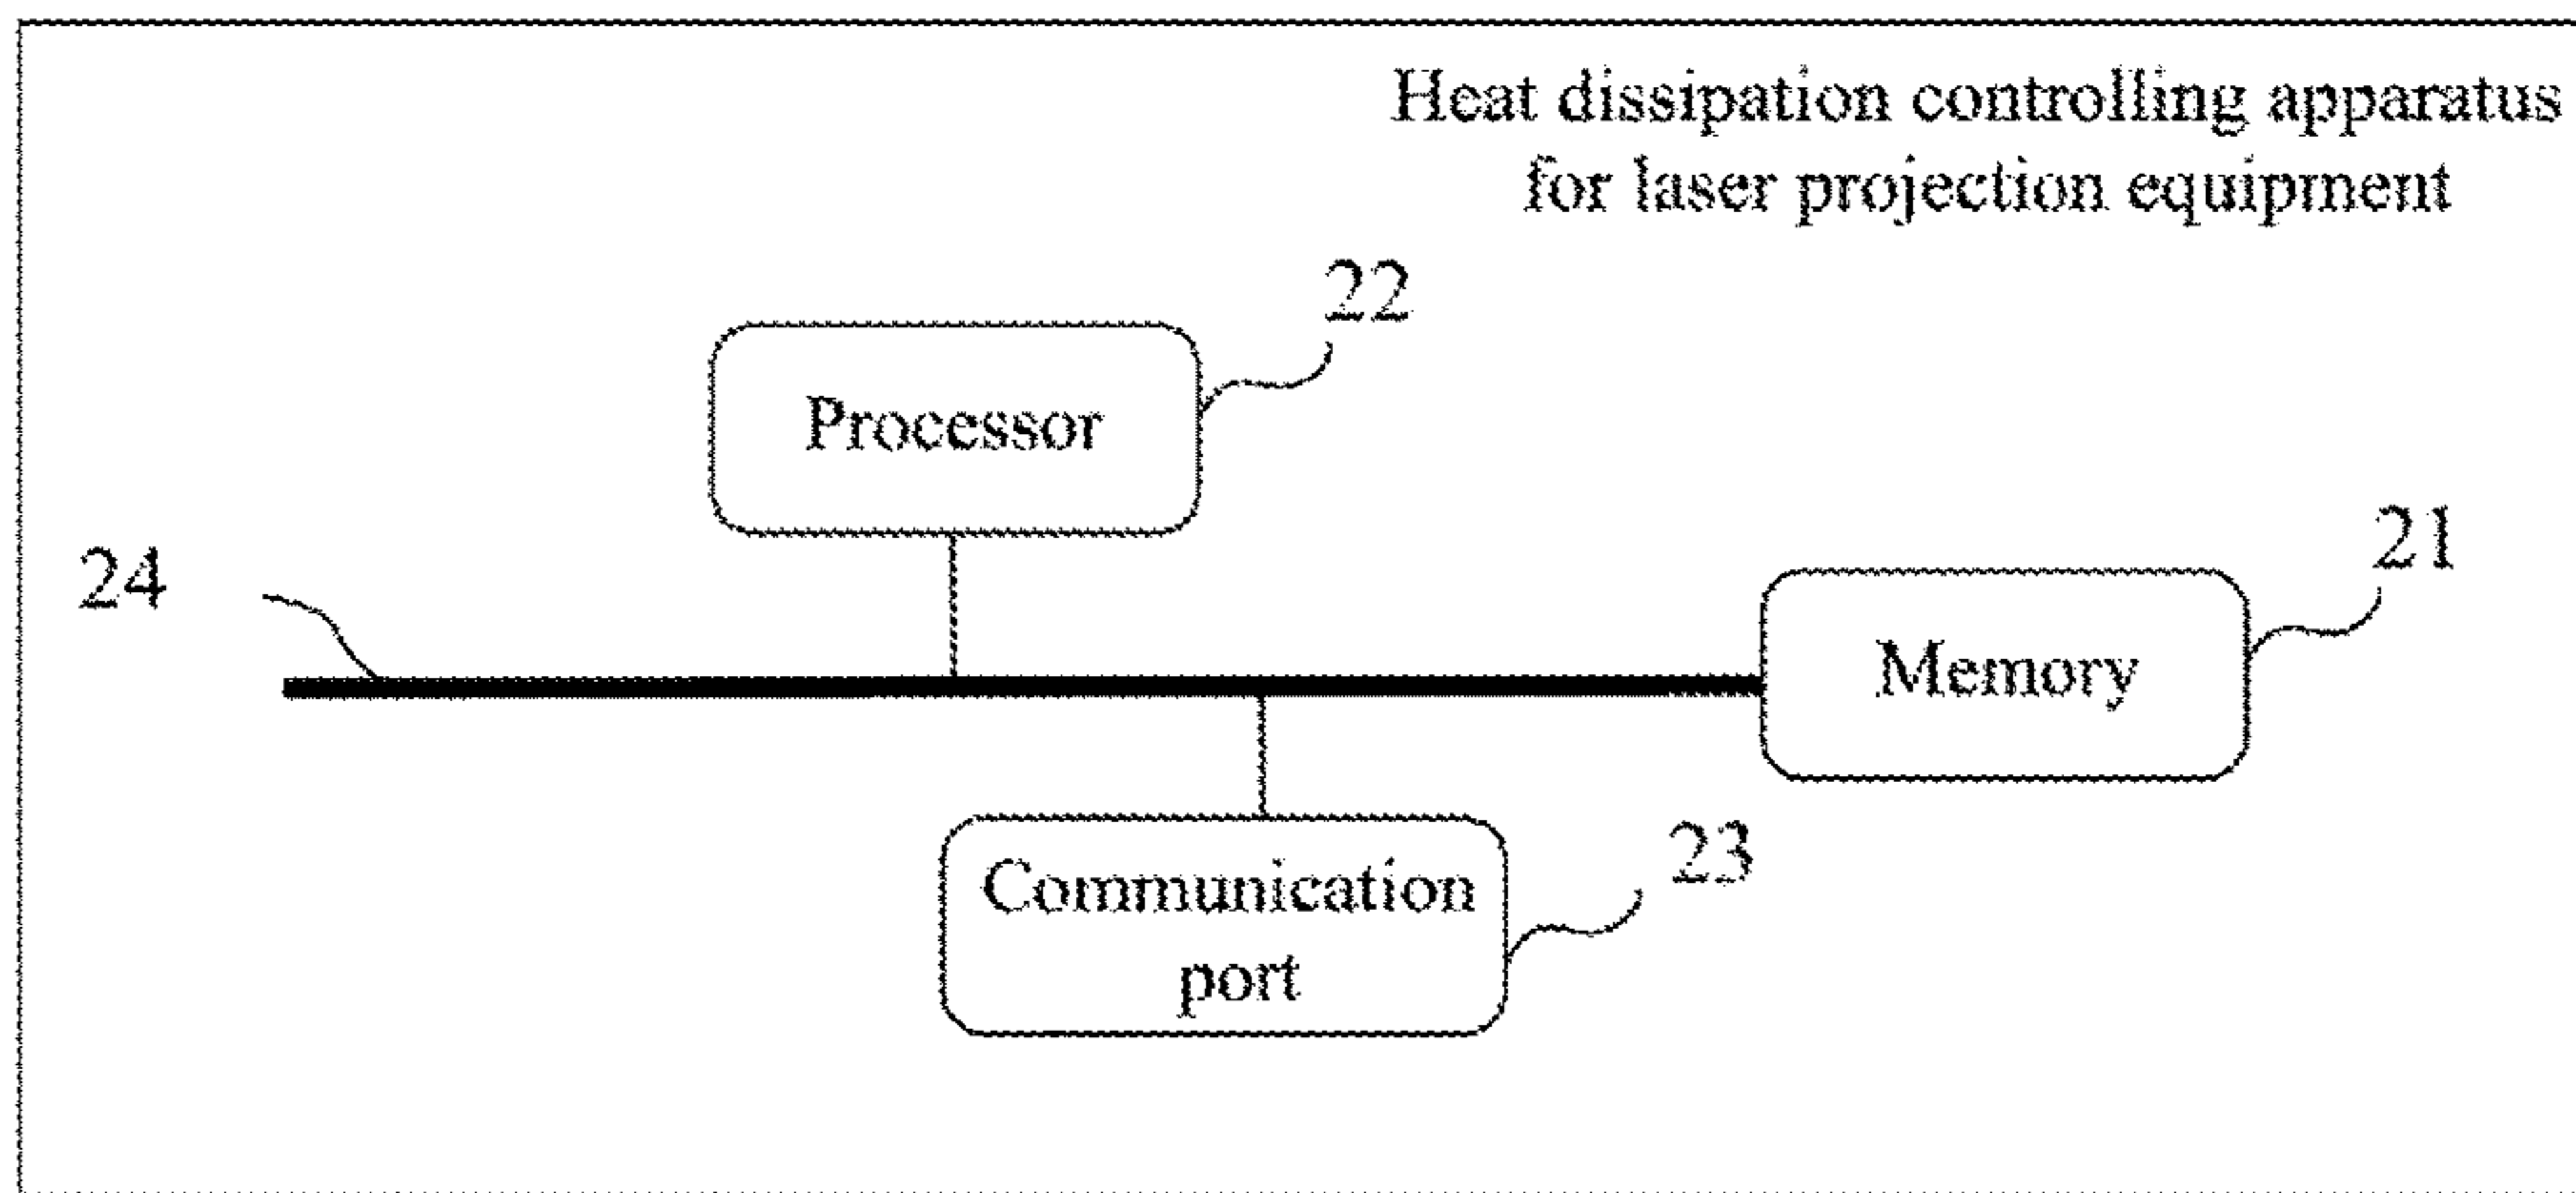 Heat dissipation controlling apparatus
for laser projection equipment
22
Processor
21
24
Memory
23
Communication
port